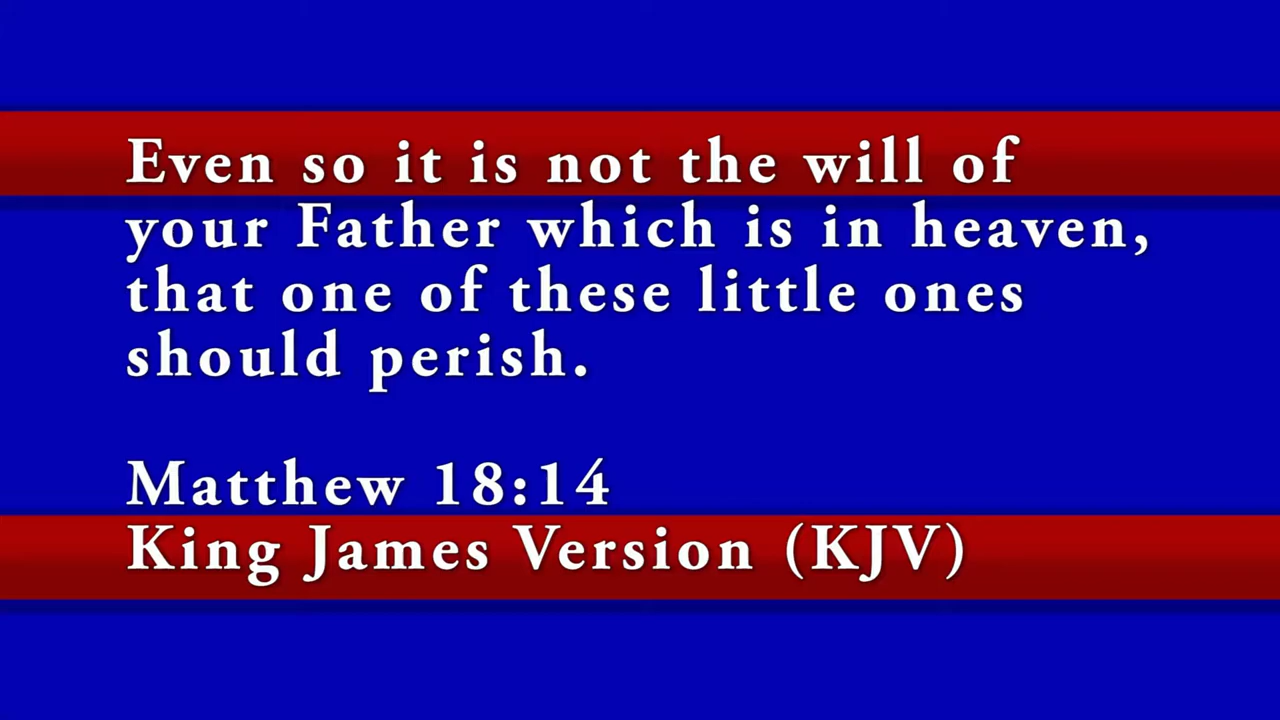 Even so it is not the will of
your Father which is in heaven,
that one of these little ones
should perish.
Matthew 18:14
King James Version (KJV)